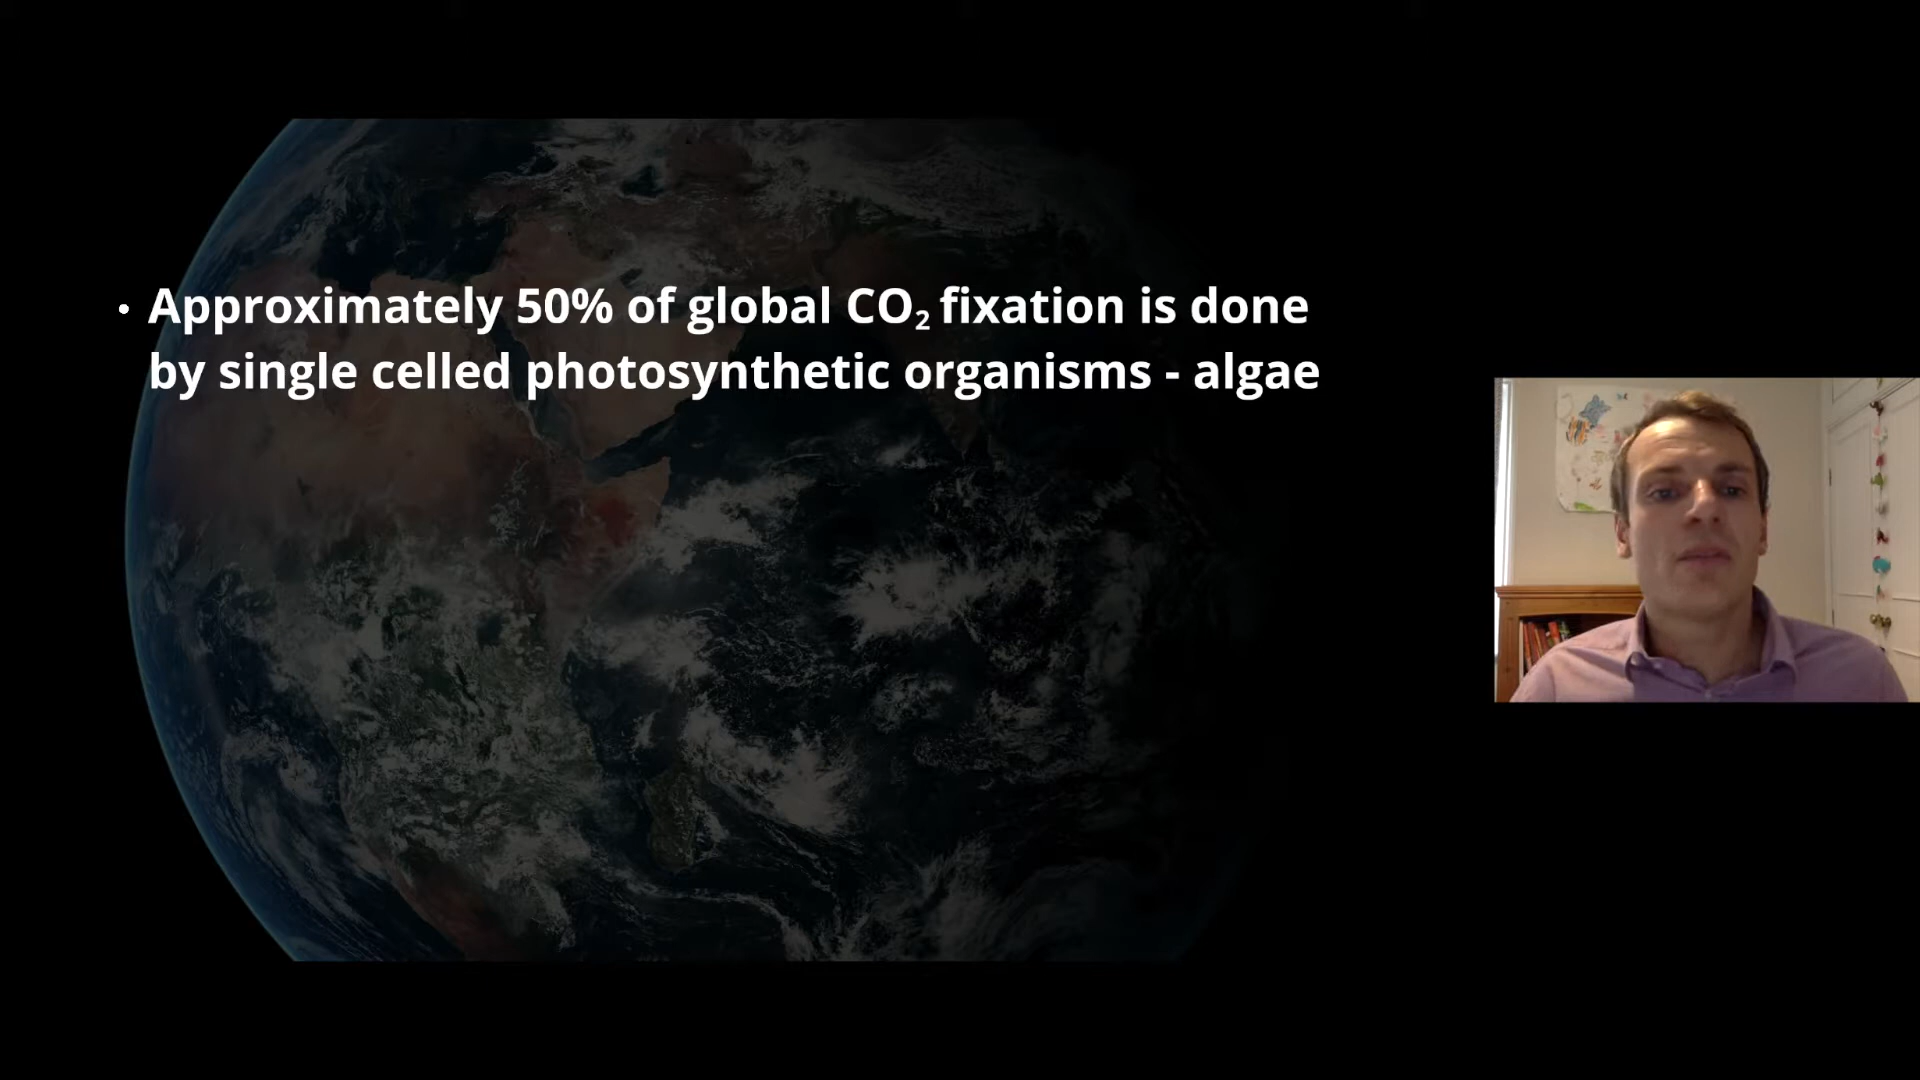 • Approximately 50% of global CO₂ fixation is done
by single celled photosynthetic organisms - algae